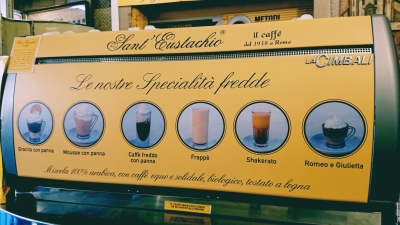 METODI
Sant' Eustachio
il caffè
dal 1938 a Roma
LA CIMBALI
Le nostre Specialità fredde
Granita con panna
Mousse con panna
Caffè freddo
con panna
Frappè
Shakerato
Romeo e Giulietta
Miscela 100% arabica, con caffè equo e solidale, biologico, tostato a legna